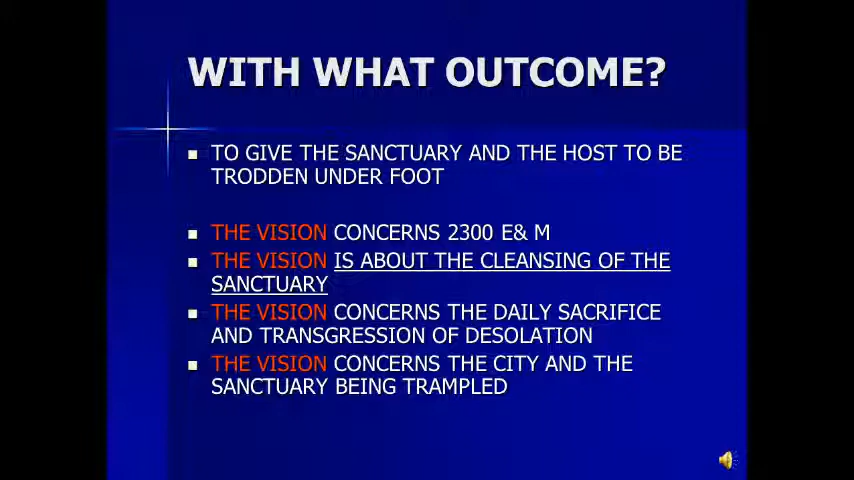 WITH WHAT OUTCOME?
TO GIVE THE SANCTUARY AND THE HOST TO BE
TRODDEN UNDER FOOT
THE VISION CONCERNS 2300 E& M
THE VISION IS ABOUT THE CLEANSING OF THE
SANCTUARY
THE VISION CONCERNS THE DAILY SACRIFICE
AND TRANSGRESSION OF DESOLATION
THE VISION CONCERNS THE CITY AND THE
SANCTUARY BEING TRAMPLED